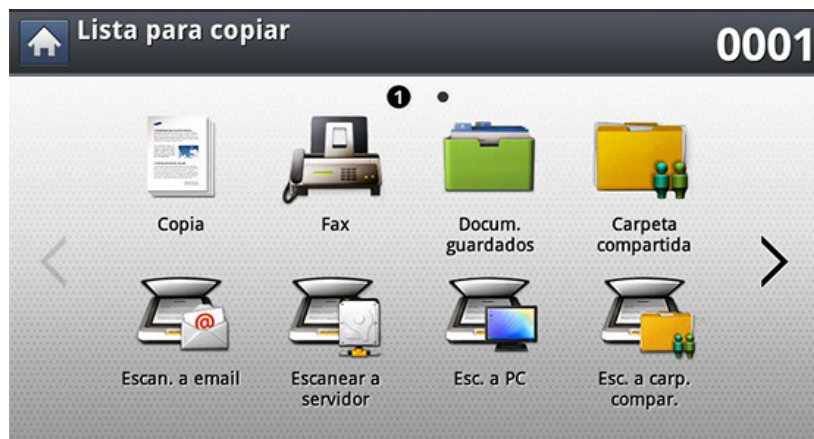 Lista para copiar
0001
1
Copia
Fax
Docum.
guardados
Carpeta
compartida
@
Escan. a email
Escanear a
servidor
Esc. a PC
Esc. a carp.
compar.